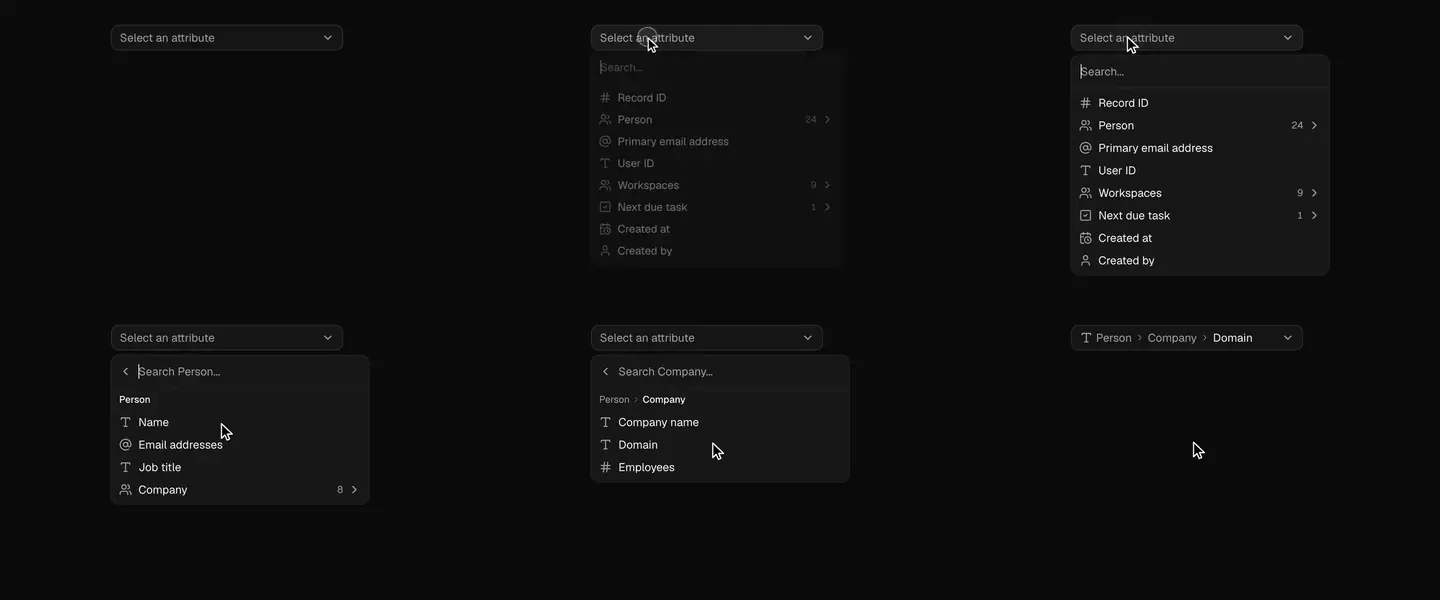 Select an attribute
Select an attribute
Search...
Record ID
Person 24
Primary email address
User ID
Workspaces 9
Next due task 1
Created at
Created by
Select an attribute
Search...
Record ID
Person 24
Primary email address
User ID
Workspaces 9
Next due task 1
Created at
Created by
Select an attribute
Search Person...
Person
Name
Email addresses
Job title
Company 8
Select an attribute
Search Company...
Person › Company
Company name
Domain
Employees
Person › Company › Domain